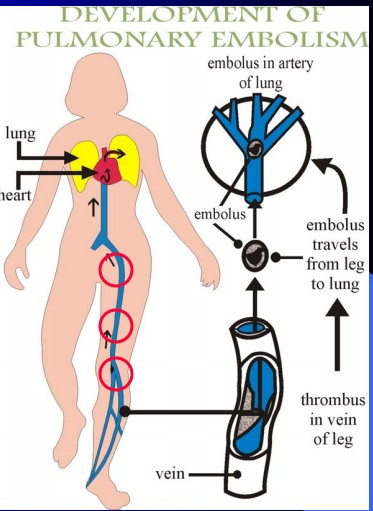 DEVELOPMENT OF
PULMONARY EMBOLISM
embolus in artery
of lung
lung
heart
embolus
embolus
travels
from leg
to lung
thrombus
in vein
of leg
vein